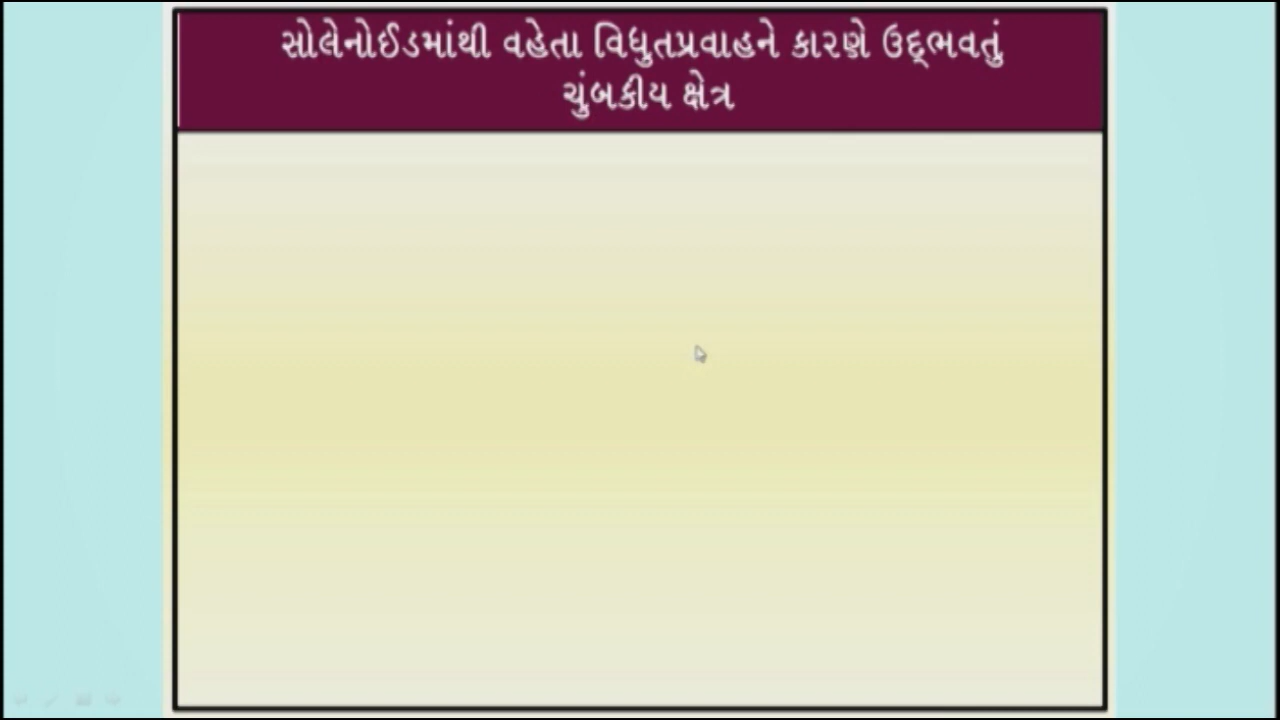 સોલેનોઈડમાંથી વહેતા વિધુતપ્રવાહને કારણે ઉદ્ભવતું
ચુંબકીય ક્ષેત્ર